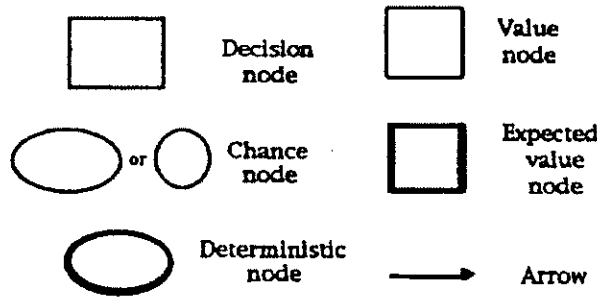 Decision
node
Value
node
or
Chance
node
Expected
value
node
Deterministic
node
Arrow